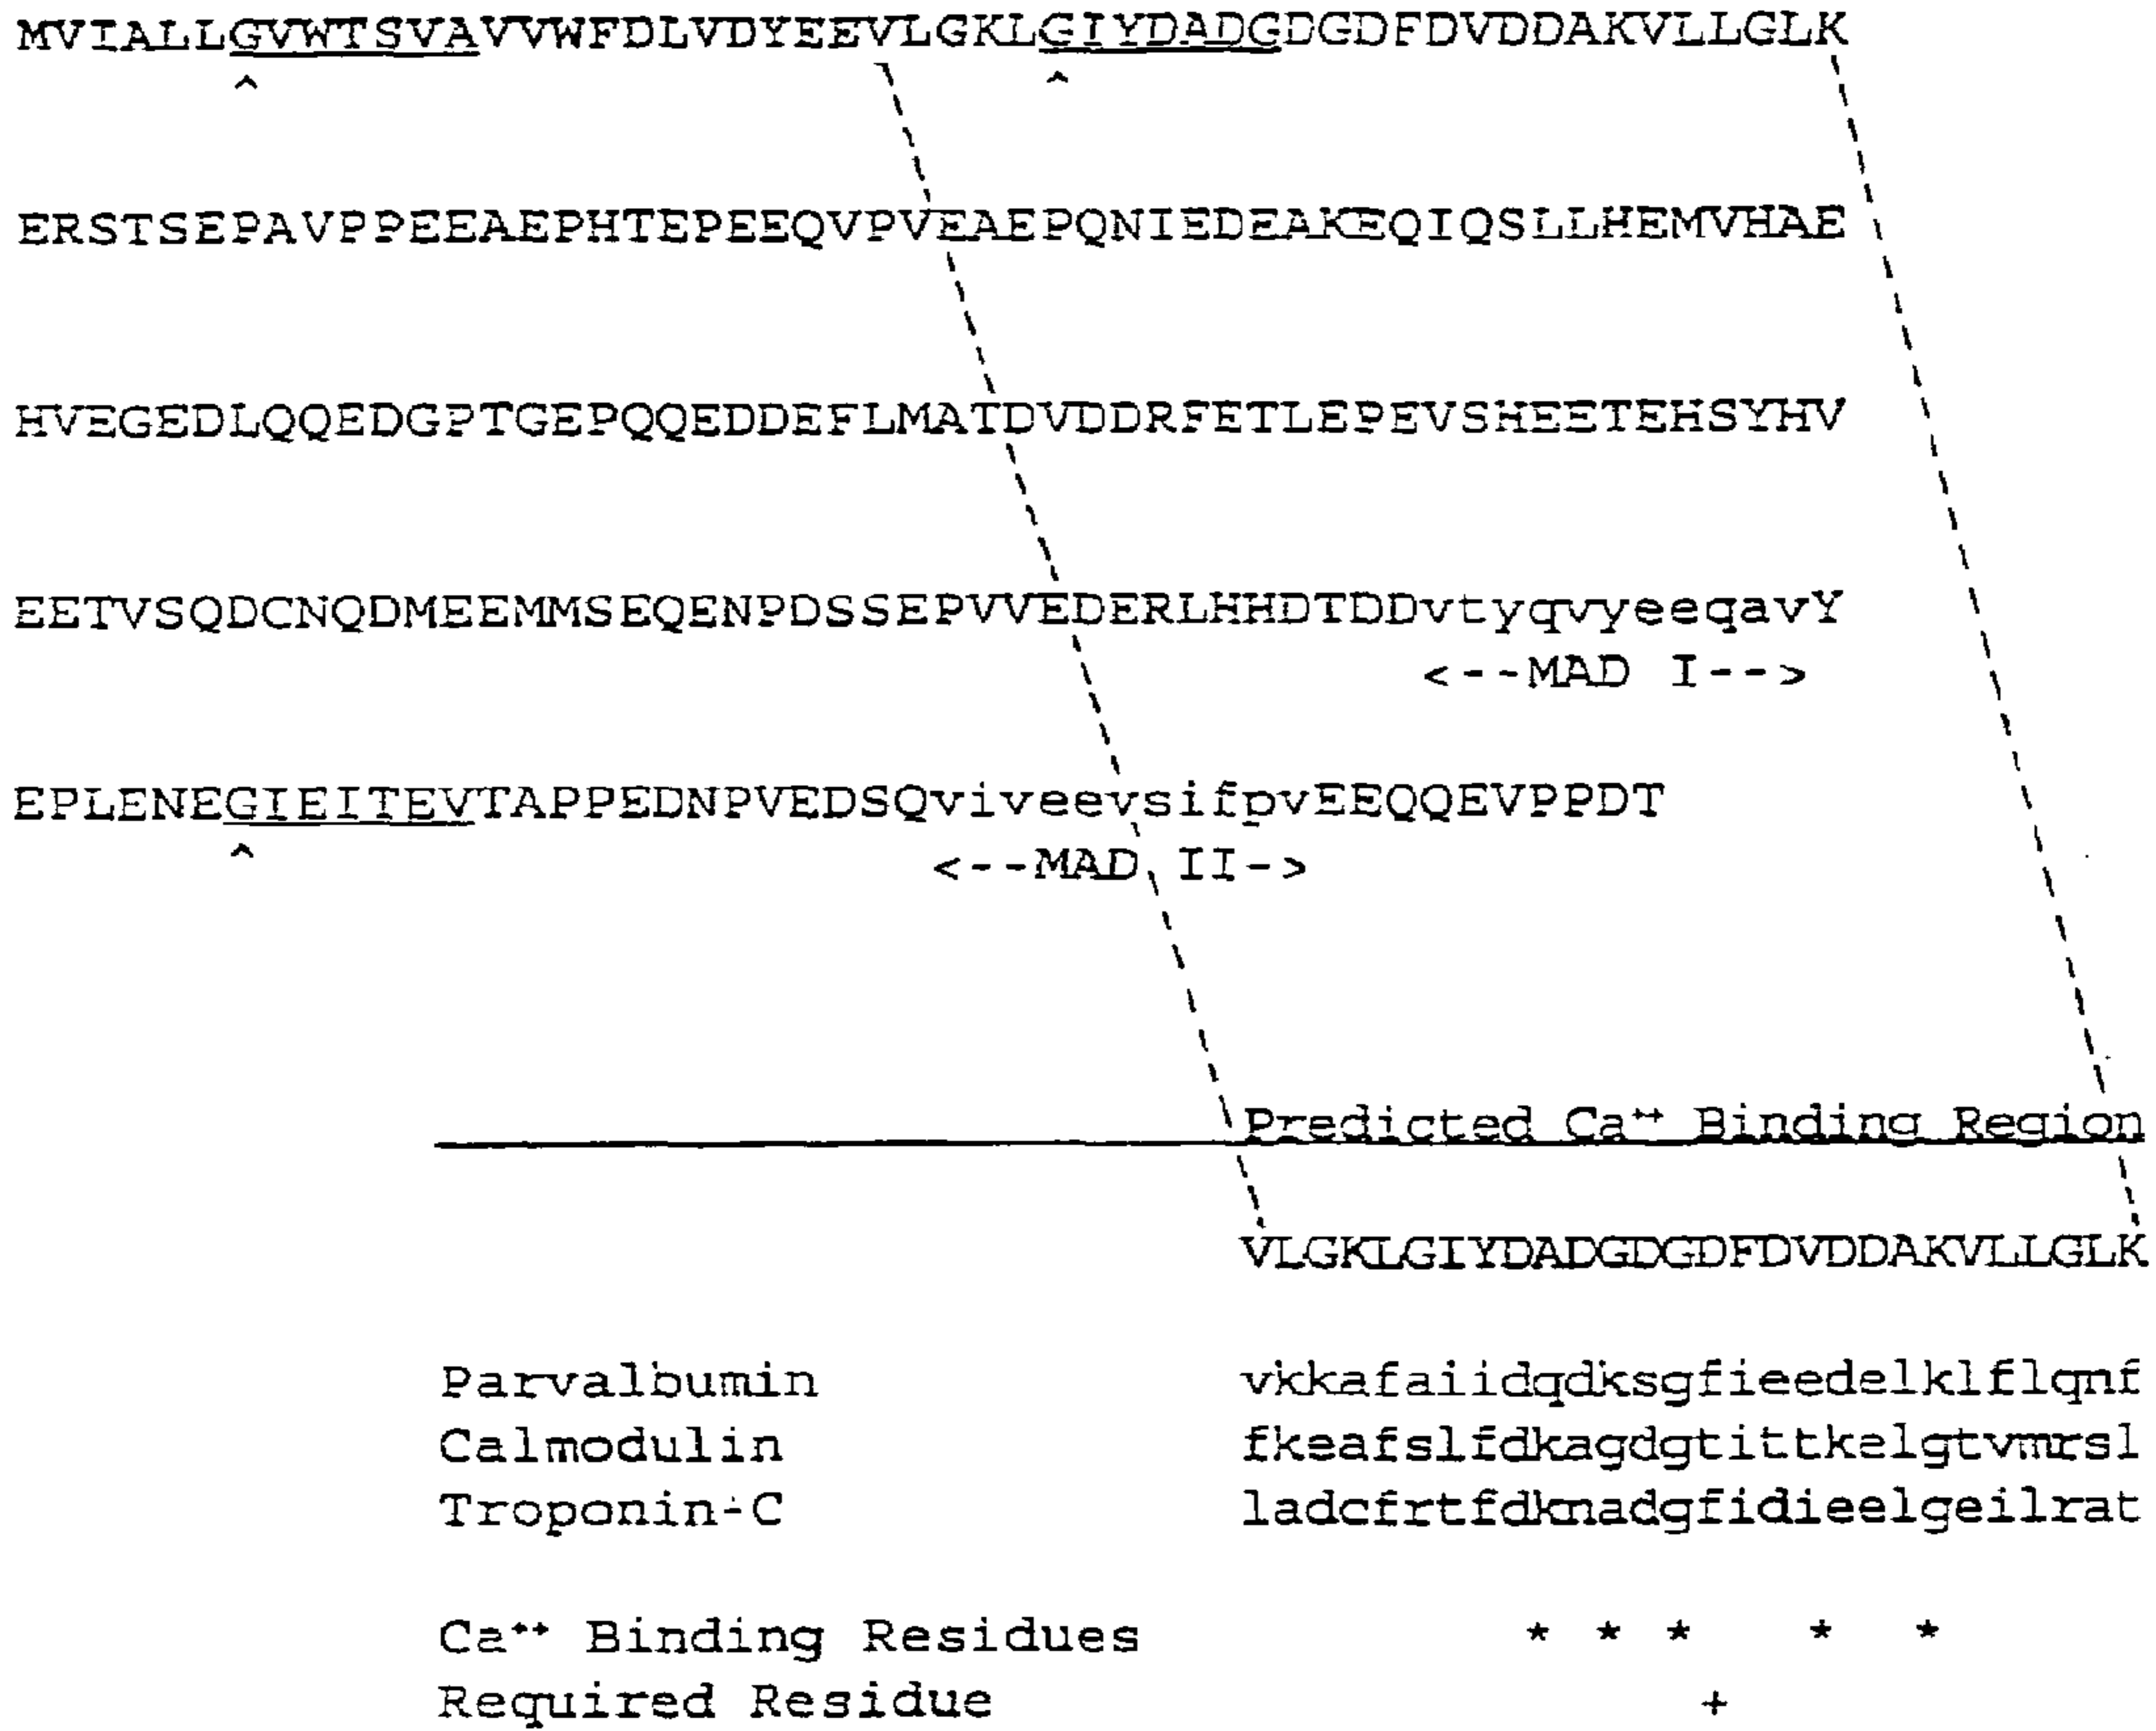 MVIALLGVWTSVAVVWFDLVDYEEVLGKLGIYDADGDGDFDVDDAKVLLGLK
^ ^
ERSTSEPAVPPEEAEPHTEPEEQVPVEAEPQNIEDEAKEQIQSLLHEMVHAE
HVEGEDLQQEDGPTGEPQQEDDEFLMATDVDDRFETLEPEVSHEETEHSYHV
EETVSQDCNQDMEEMMSEQENPDSSEPVVEDERLHHDTDDvtyqvyeeqavY
<--MAD I-->
EPLENEGIEITEVTAPPEDNPVEDSQviveevsifpvEEQQEVPPDT
^
<--MAD II->
Predicted Ca⁺⁺ Binding Region
VLGKLGIYDADGDGDFDVDDAKVLLGLK
Parvalbumin vkkafaiidqdksgfieedelklflqnf
Calmodulin fkeafslfdkagdgtittkelgtvmrsl
Troponin-C ladcfrtfdknadgfidieelgeilrat
Ca⁺⁺ Binding Residues * * * * *
Required Residue +